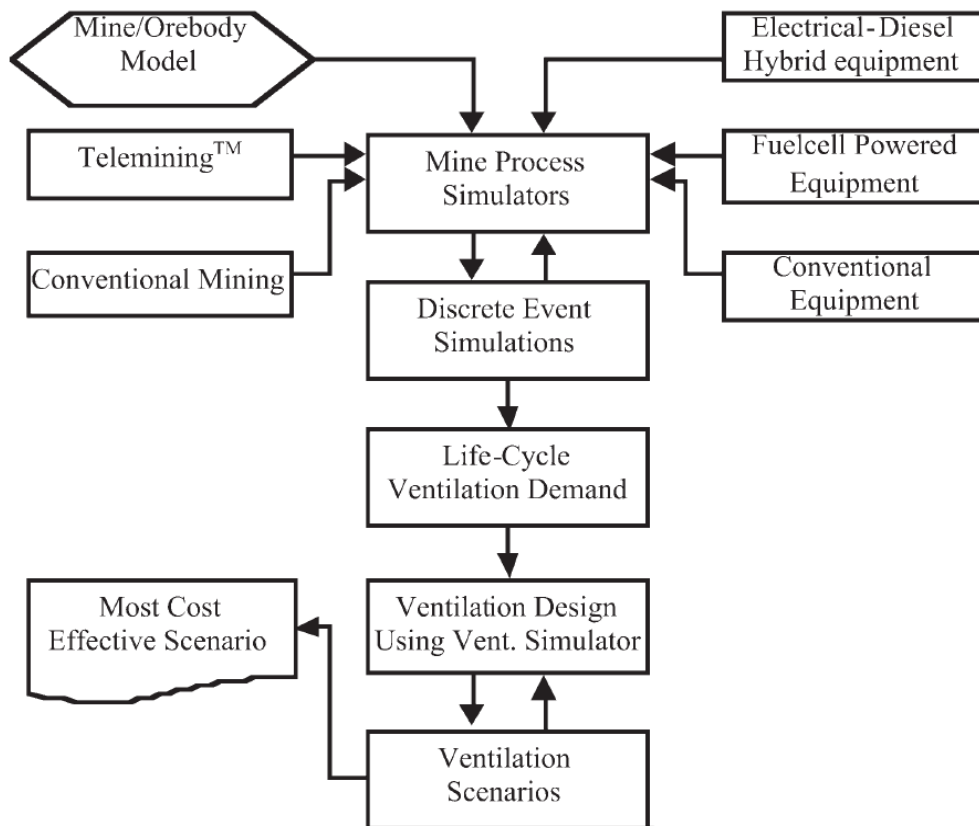 Mine/Orebody
Model
Electrical-Diesel
Hybrid equipment
Telemining™
Mine Process
Simulators
Fuelcell Powered
Equipment
Conventional Mining
Discrete Event
Simulations
Conventional
Equipment
Life-Cycle
Ventilation Demand
Most Cost
Effective Scenario
Ventilation Design
Using Vent. Simulator
Ventilation
Scenarios